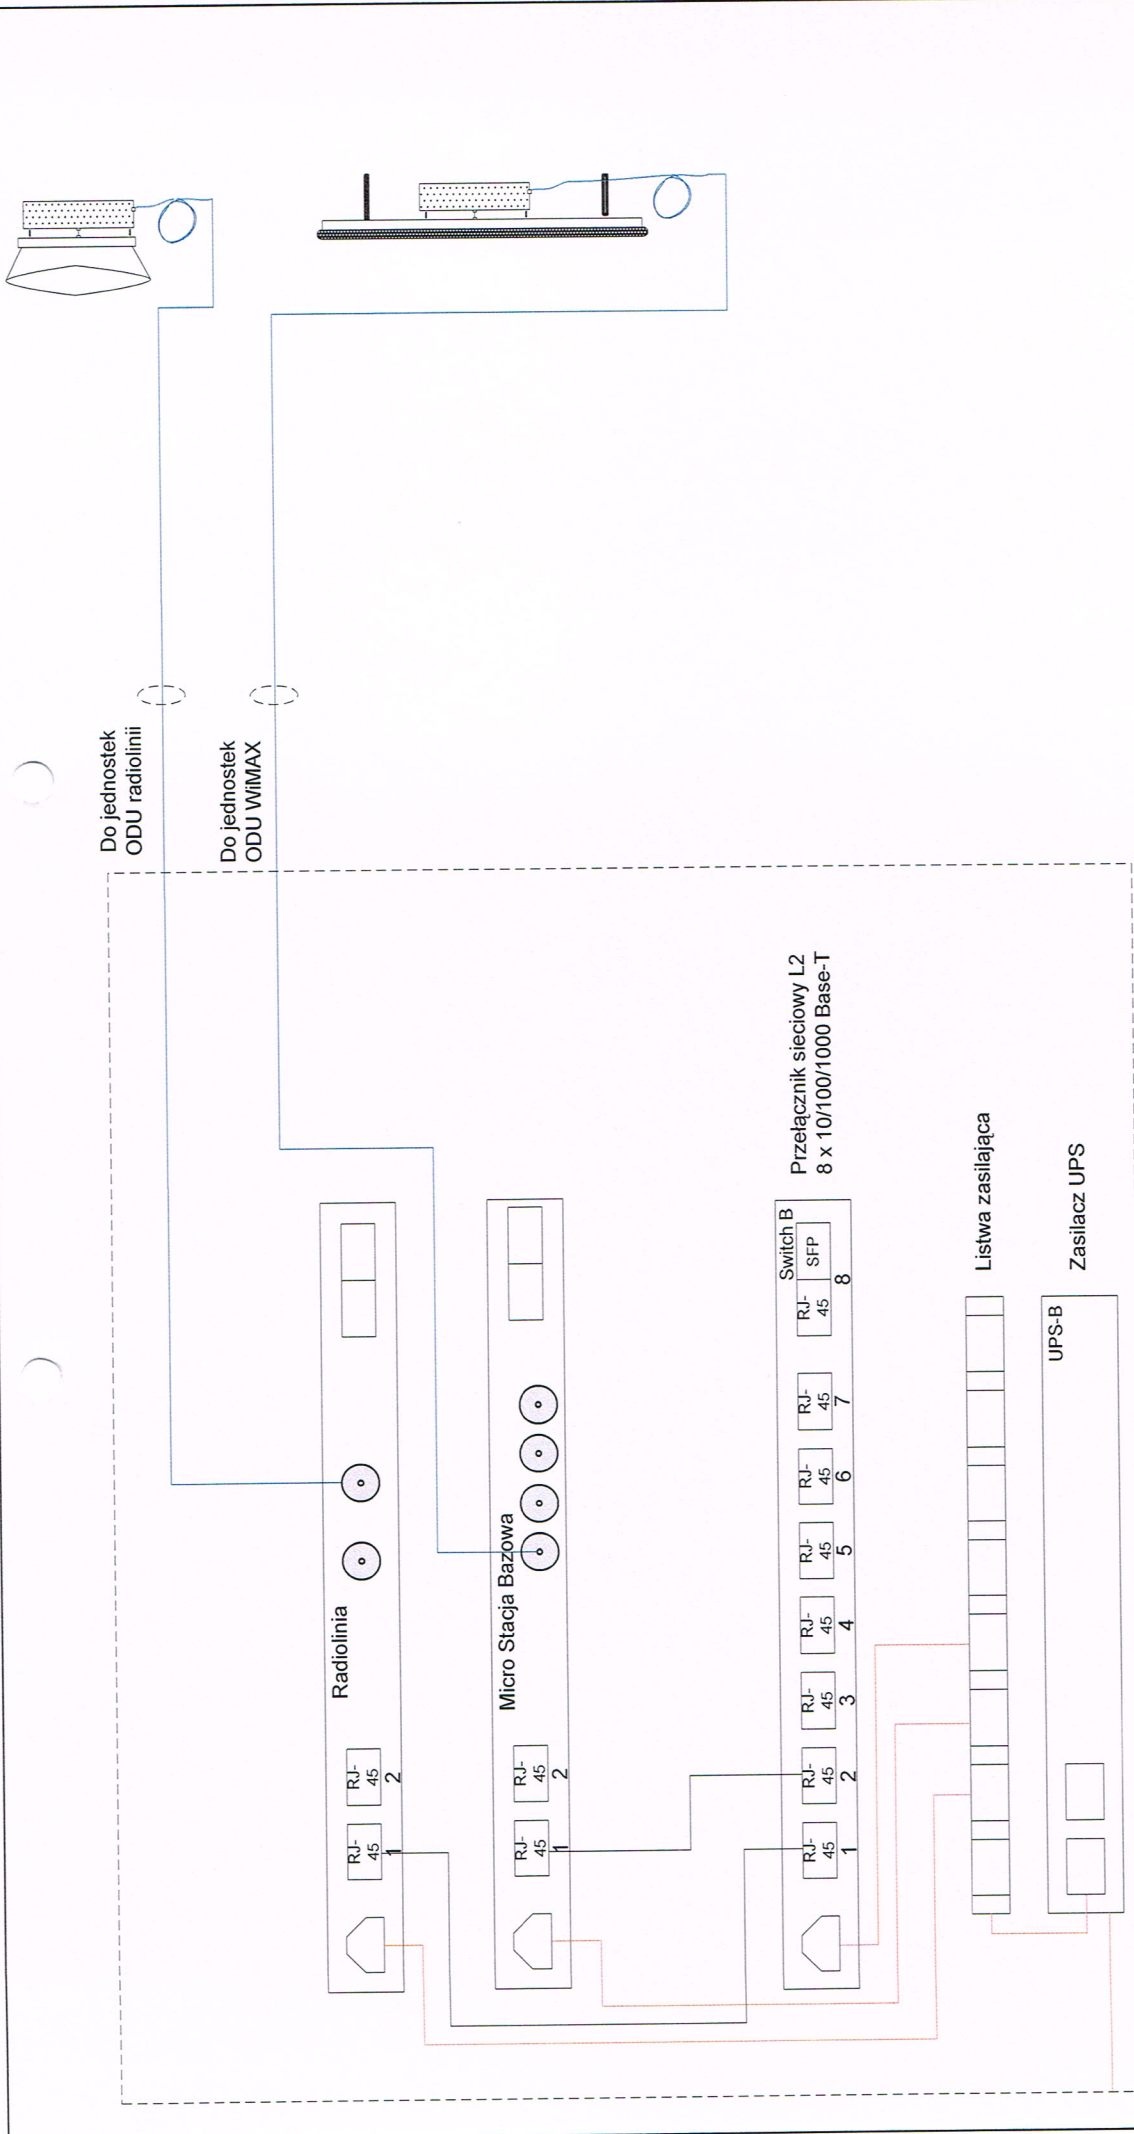 Do jednostek
ODU radiolinii
Do jednostek
ODU WiMAX
Radiolinia
RJ-
45
1
RJ-
45
2
Micro Stacja Bazowa
RJ-
45
1
RJ-
45
2
Switch B
RJ-
45
1
RJ-
45
2
RJ-
45
3
RJ-
45
4
RJ-
45
5
RJ-
45
6
RJ-
45
7
RJ-
45
SFP
8
Przełącznik sieciowy L2
8 x 10/100/1000 Base-T
Listwa zasilająca
UPS-B
Zasilacz UPS